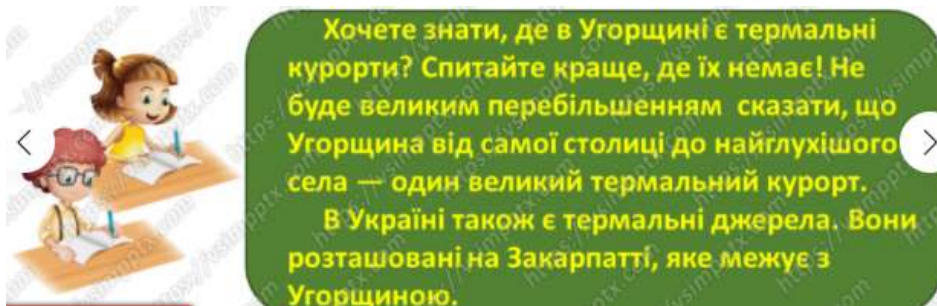 Хочете знати, де в Угорщині є термальні
курорти? Спитайте краще, де їх немає! Не
буде великим перебільшенням сказати, що
Угорщина від самої столиці до найглухішого
села — один великий термальний курорт.
В Україні також є термальні джерела. Вони
розташовані на Закарпатті, яке межує з
Угорщиною.